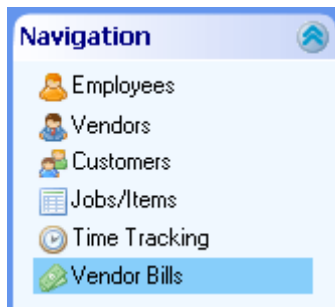 Navigation
Employees
Vendors
Customers
Jobs/Items
Time Tracking
Vendor Bills